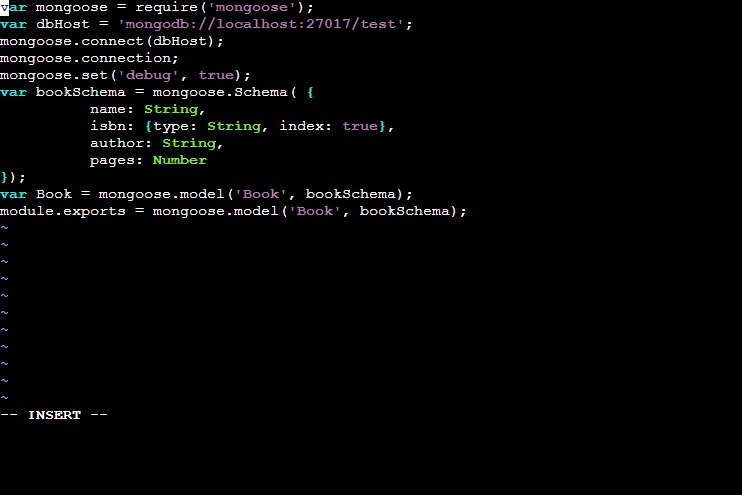 var mongoose = require('mongoose');
var dbHost = 'mongodb://localhost:27017/test';
mongoose.connect(dbHost);
mongoose.connection;
mongoose.set('debug', true);
var bookSchema = mongoose.Schema( {
          name: String,
          isbn: {type: String, index: true},
          author: String,
          pages: Number
});
var Book = mongoose.model('Book', bookSchema);
module.exports = mongoose.model('Book', bookSchema);
~
~
~
~
~
~
~
~
~
~
~
-- INSERT --